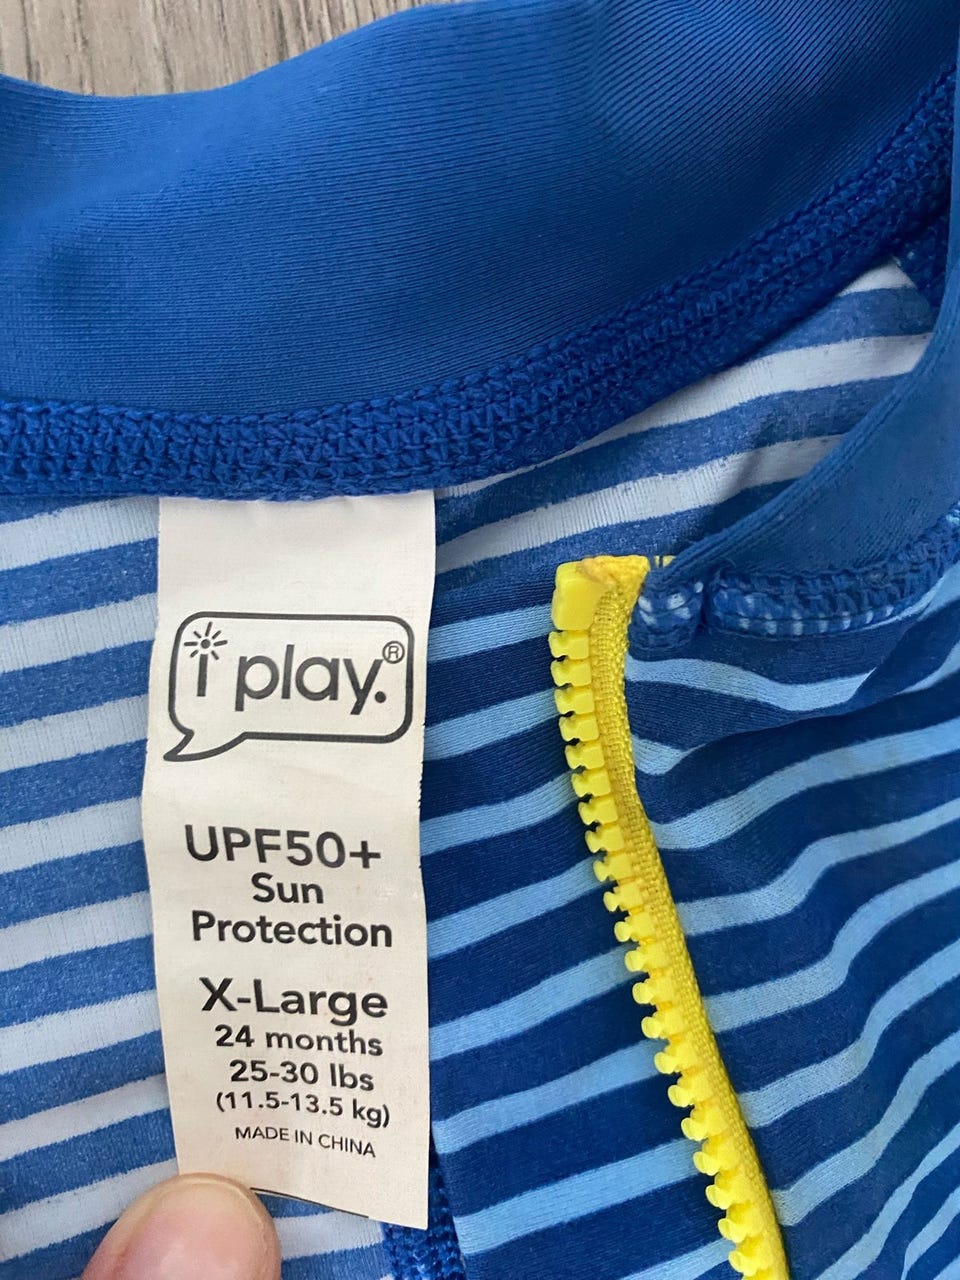 i play.®
UPF50+
Sun
Protection
X-Large
24 months
25-30 lbs
(11.5-13.5 kg)
MADE IN CHINA